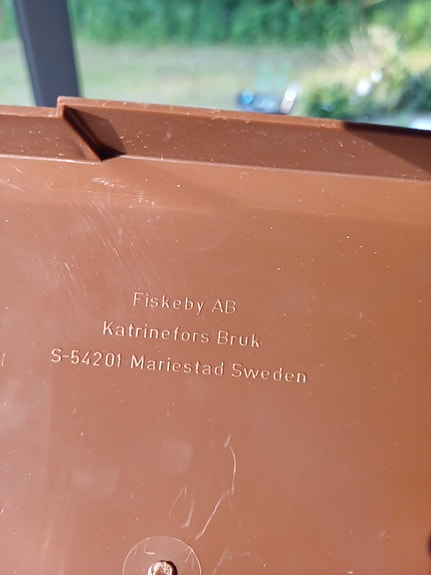 Fiskeby AB
Katrinefors Bruk
S-54201 Mariestad Sweden